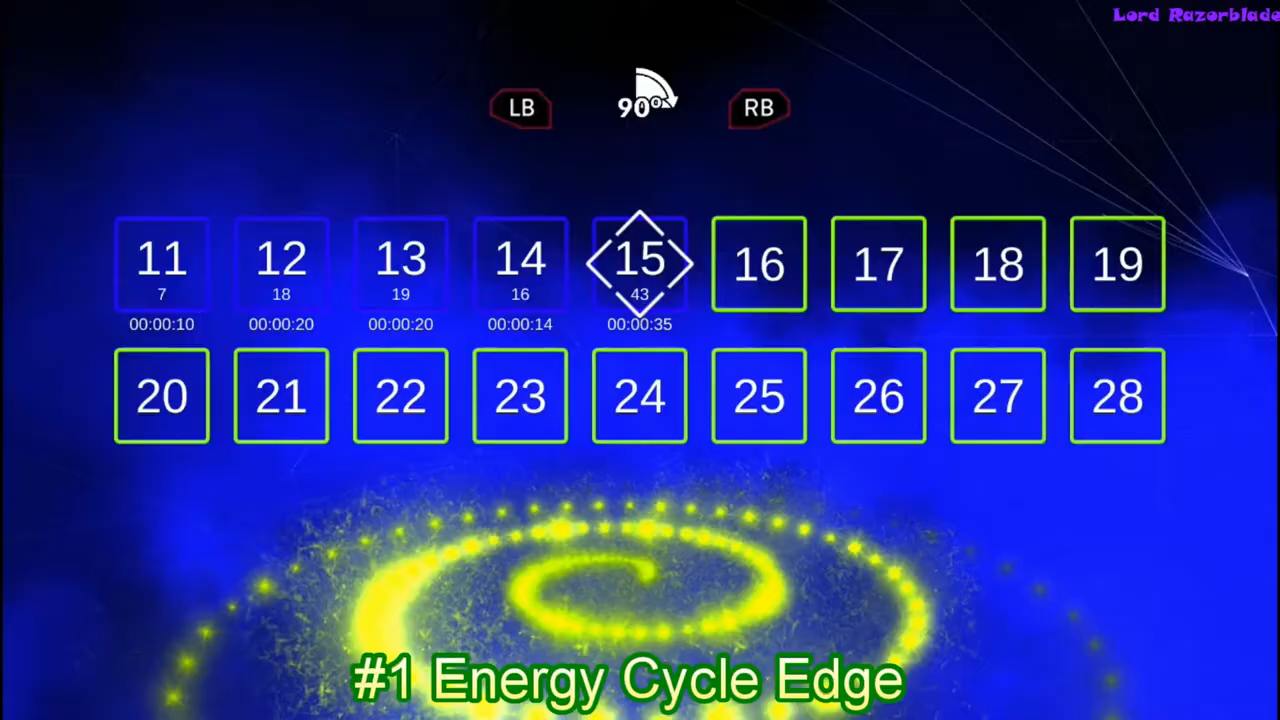 Lord Razorblade
LB 90° RB
11 12 13 14 15 16 17 18 19
7 18 19 16 43
00:00:10 00:00:20 00:00:20 00:00:14 00:00:35
20 21 22 23 24 25 26 27 28
#1 Energy Cycle Edge